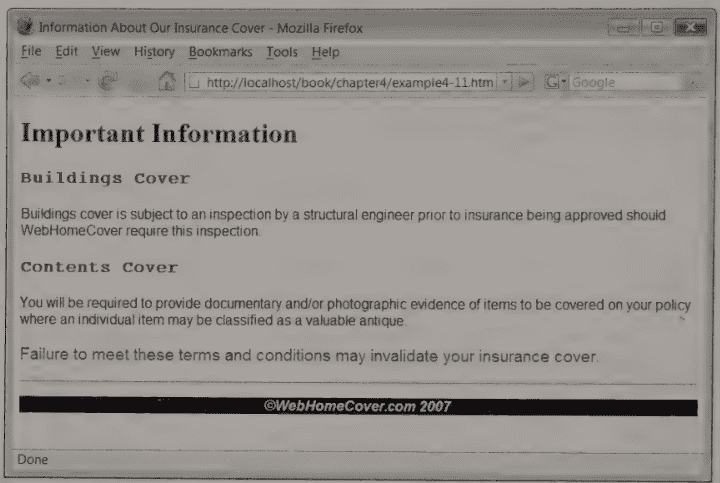 Information About Our Insurance Cover - Mozilla Firefox
File Edit View History Bookmarks Tools Help
http://localhost/book/chapter4/example4-11.htm G Google
Important Information
Buildings Cover
Buildings cover is subject to an inspection by a structural engineer prior to insurance being approved should
WebHomeCover require this inspection.
Contents Cover
You will be required to provide documentary and/or photographic evidence of items to be covered on your policy
where an individual item may be classified as a valuable antique.
Failure to meet these terms and conditions may invalidate your insurance cover.
©WebHomeCover.com 2007
Done